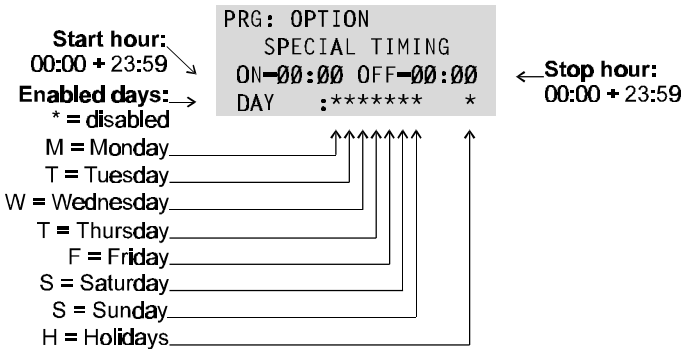 PRG: OPTION
SPECIAL TIMING
ON-00:00 OFF-00:00
DAY :******* *
Start hour:
00:00 + 23:59
Stop hour:
00:00 + 23:59
Enabled days:
* = disabled
M = Monday
T = Tuesday
W = Wednesday
T = Thursday
F = Friday
S = Saturday
S = Sunday
H = Holidays